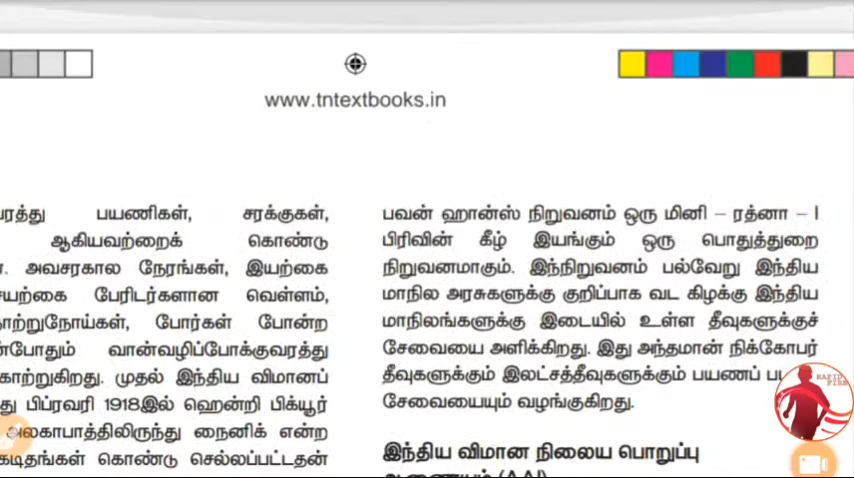 www.tntextbooks.in
பயணிகள், சரக்குகள்,
ஆகியவற்றைக் கொண்டு
அவசரகால நேரங்கள், இயற்கை
பேரிடர்களான வெள்ளம்,
போர்கள் போன்ற
வான்வழிப்போக்குவரத்து
முதல் இந்திய விமானப்
பிப்ரவரி 1918இல் ஹென்றி பிக்யூர்
அலகாபாத்திலிருந்து நைனிக் என்ற
கடிதங்கள் கொண்டு செல்லப்பட்டதன்
பவன் ஹான்ஸ் நிறுவனம் ஒரு மினி – ரத்னா – I
பிரிவின் கீழ் இயங்கும் ஒரு பொதுத்துறை
நிறுவனமாகும். இந்நிறுவனம் பல்வேறு இந்திய
மாநில அரசுகளுக்கு குறிப்பாக வட கிழக்கு இந்திய
மாநிலங்களுக்கு இடையில் உள்ள தீவுகளுக்குச்
சேவையை அளிக்கிறது. இது அந்தமான் நிக்கோபர்
தீவுகளுக்கும் இலட்சத்தீவுகளுக்கும் பயணப்
சேவையையும் வழங்குகிறது.
இந்திய விமான நிலைய பொறுப்பு